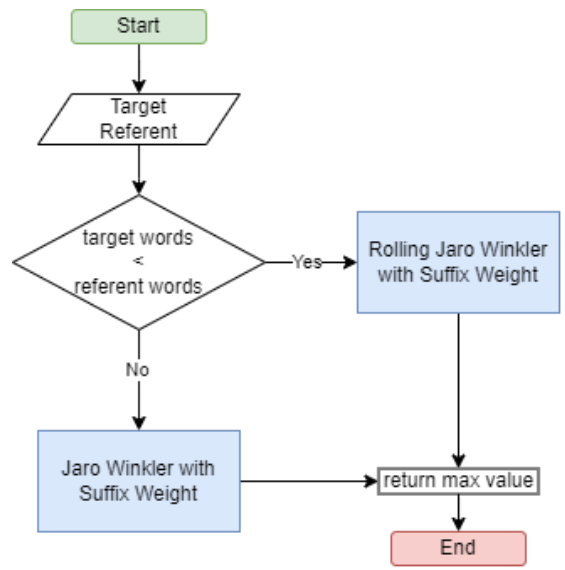 Start
Target
Referent
target words
<
referent words
Yes
Rolling Jaro Winkler
with Suffix Weight
No
Jaro Winkler with
Suffix Weight
return max value
End